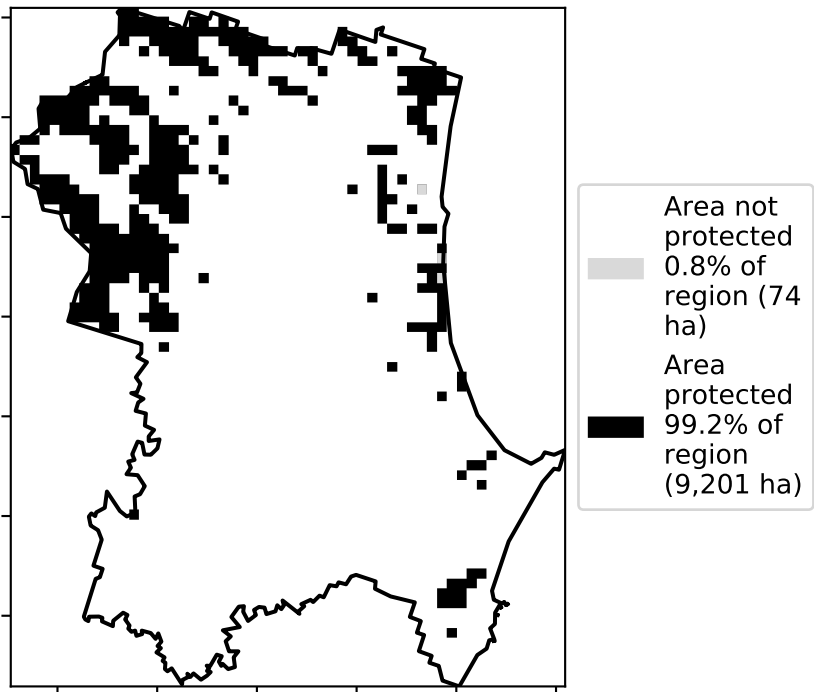 Area not
protected
0.8% of
region (74
ha)
Area
protected
99.2% of
region
(9,201 ha)